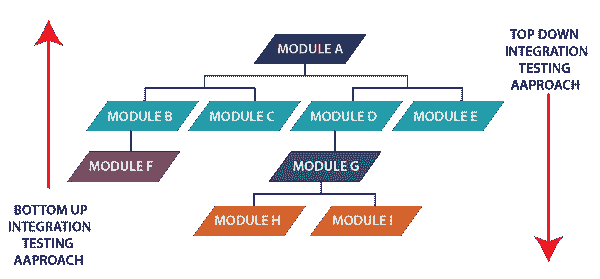 MODULE A
TOP DOWN
INTEGRATION
TESTING
AAPROACH
MODULE B
MODULE C
MODULE D
MODULE E
MODULE F
MODULE G
MODULE H
MODULE I
BOTTOM UP
INTEGRATION
TESTING
AAPROACH